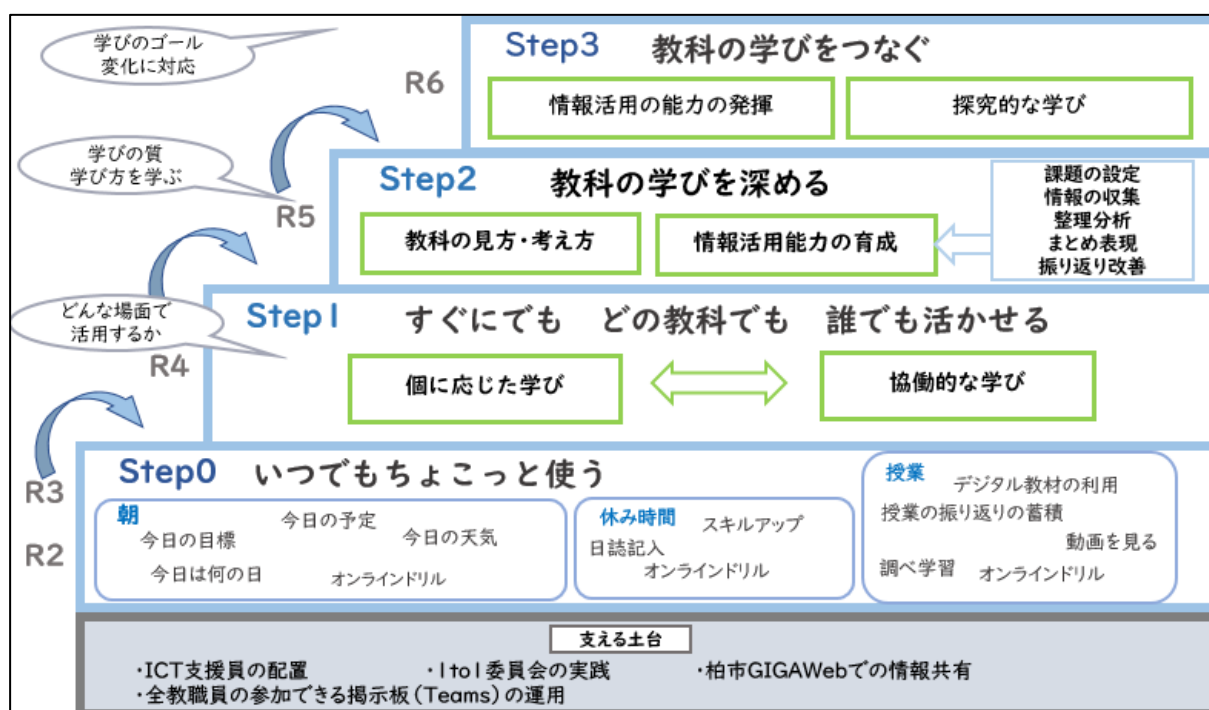 学びのゴール
変化に対応
R6
Step3 教科の学びをつなぐ
情報活用の能力の発揮
探究的な学び
学びの質
学び方を学ぶ
R5
Step2 教科の学びを深める
教科の見方・考え方
情報活用能力の育成
課題の設定
情報の収集
整理分析
まとめ表現
振り返り改善
どんな場面で
活用するか
R4
Step1 すぐにでも どの教科でも 誰でも活かせる
個に応じた学び
協働的な学び
R3
R2
Step0 いつでもちょこっと使う
朝
今日の予定
今日の目標
今日の天気
今日は何の日
オンラインドリル
休み時間
スキルアップ
日誌記入
オンラインドリル
授業
デジタル教材の利用
授業の振り返りの蓄積
動画を見る
調べ学習
オンラインドリル
支える土台
・ICT支援員の配置 ・1to1委員会の実践 ・柏市GIGAWebでの情報共有
・全教職員の参加できる掲示板(Teams)の運用